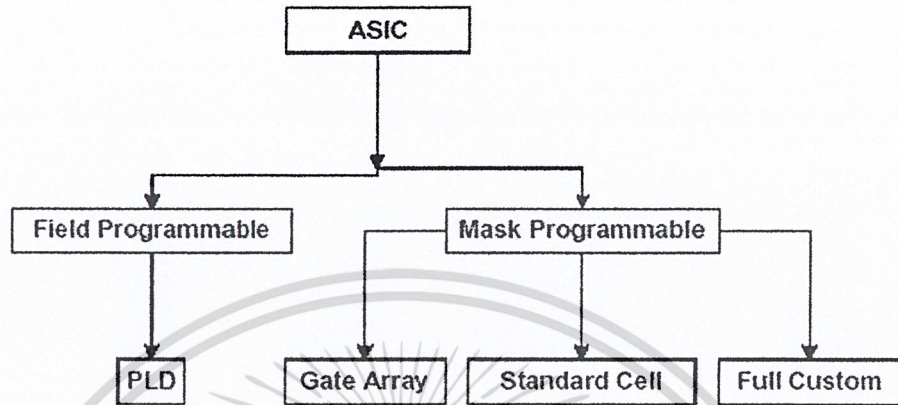 ASIC
Field Programmable
Mask Programmable
PLD
Gate Array
Standard Cell
Full Custom